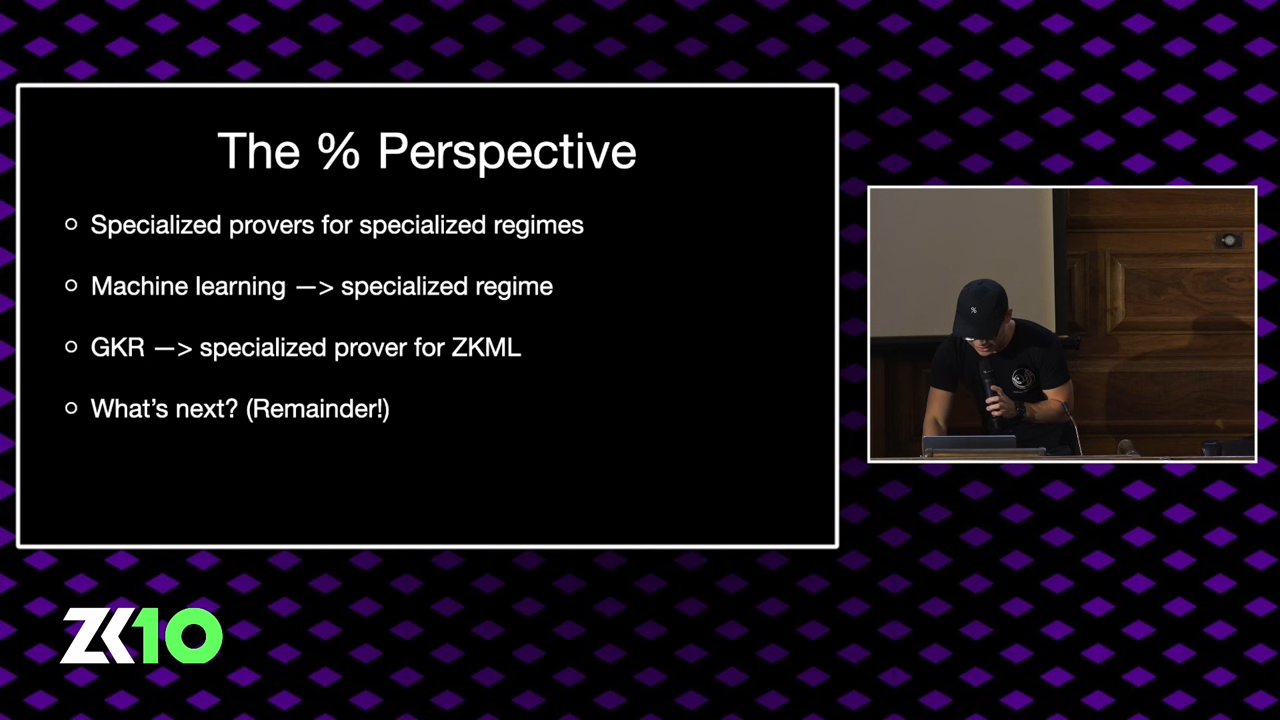 The % Perspective
Specialized provers for specialized regimes
Machine learning —> specialized regime
GKR —> specialized prover for ZKML
What’s next? (Remainder!)
%
ZK10